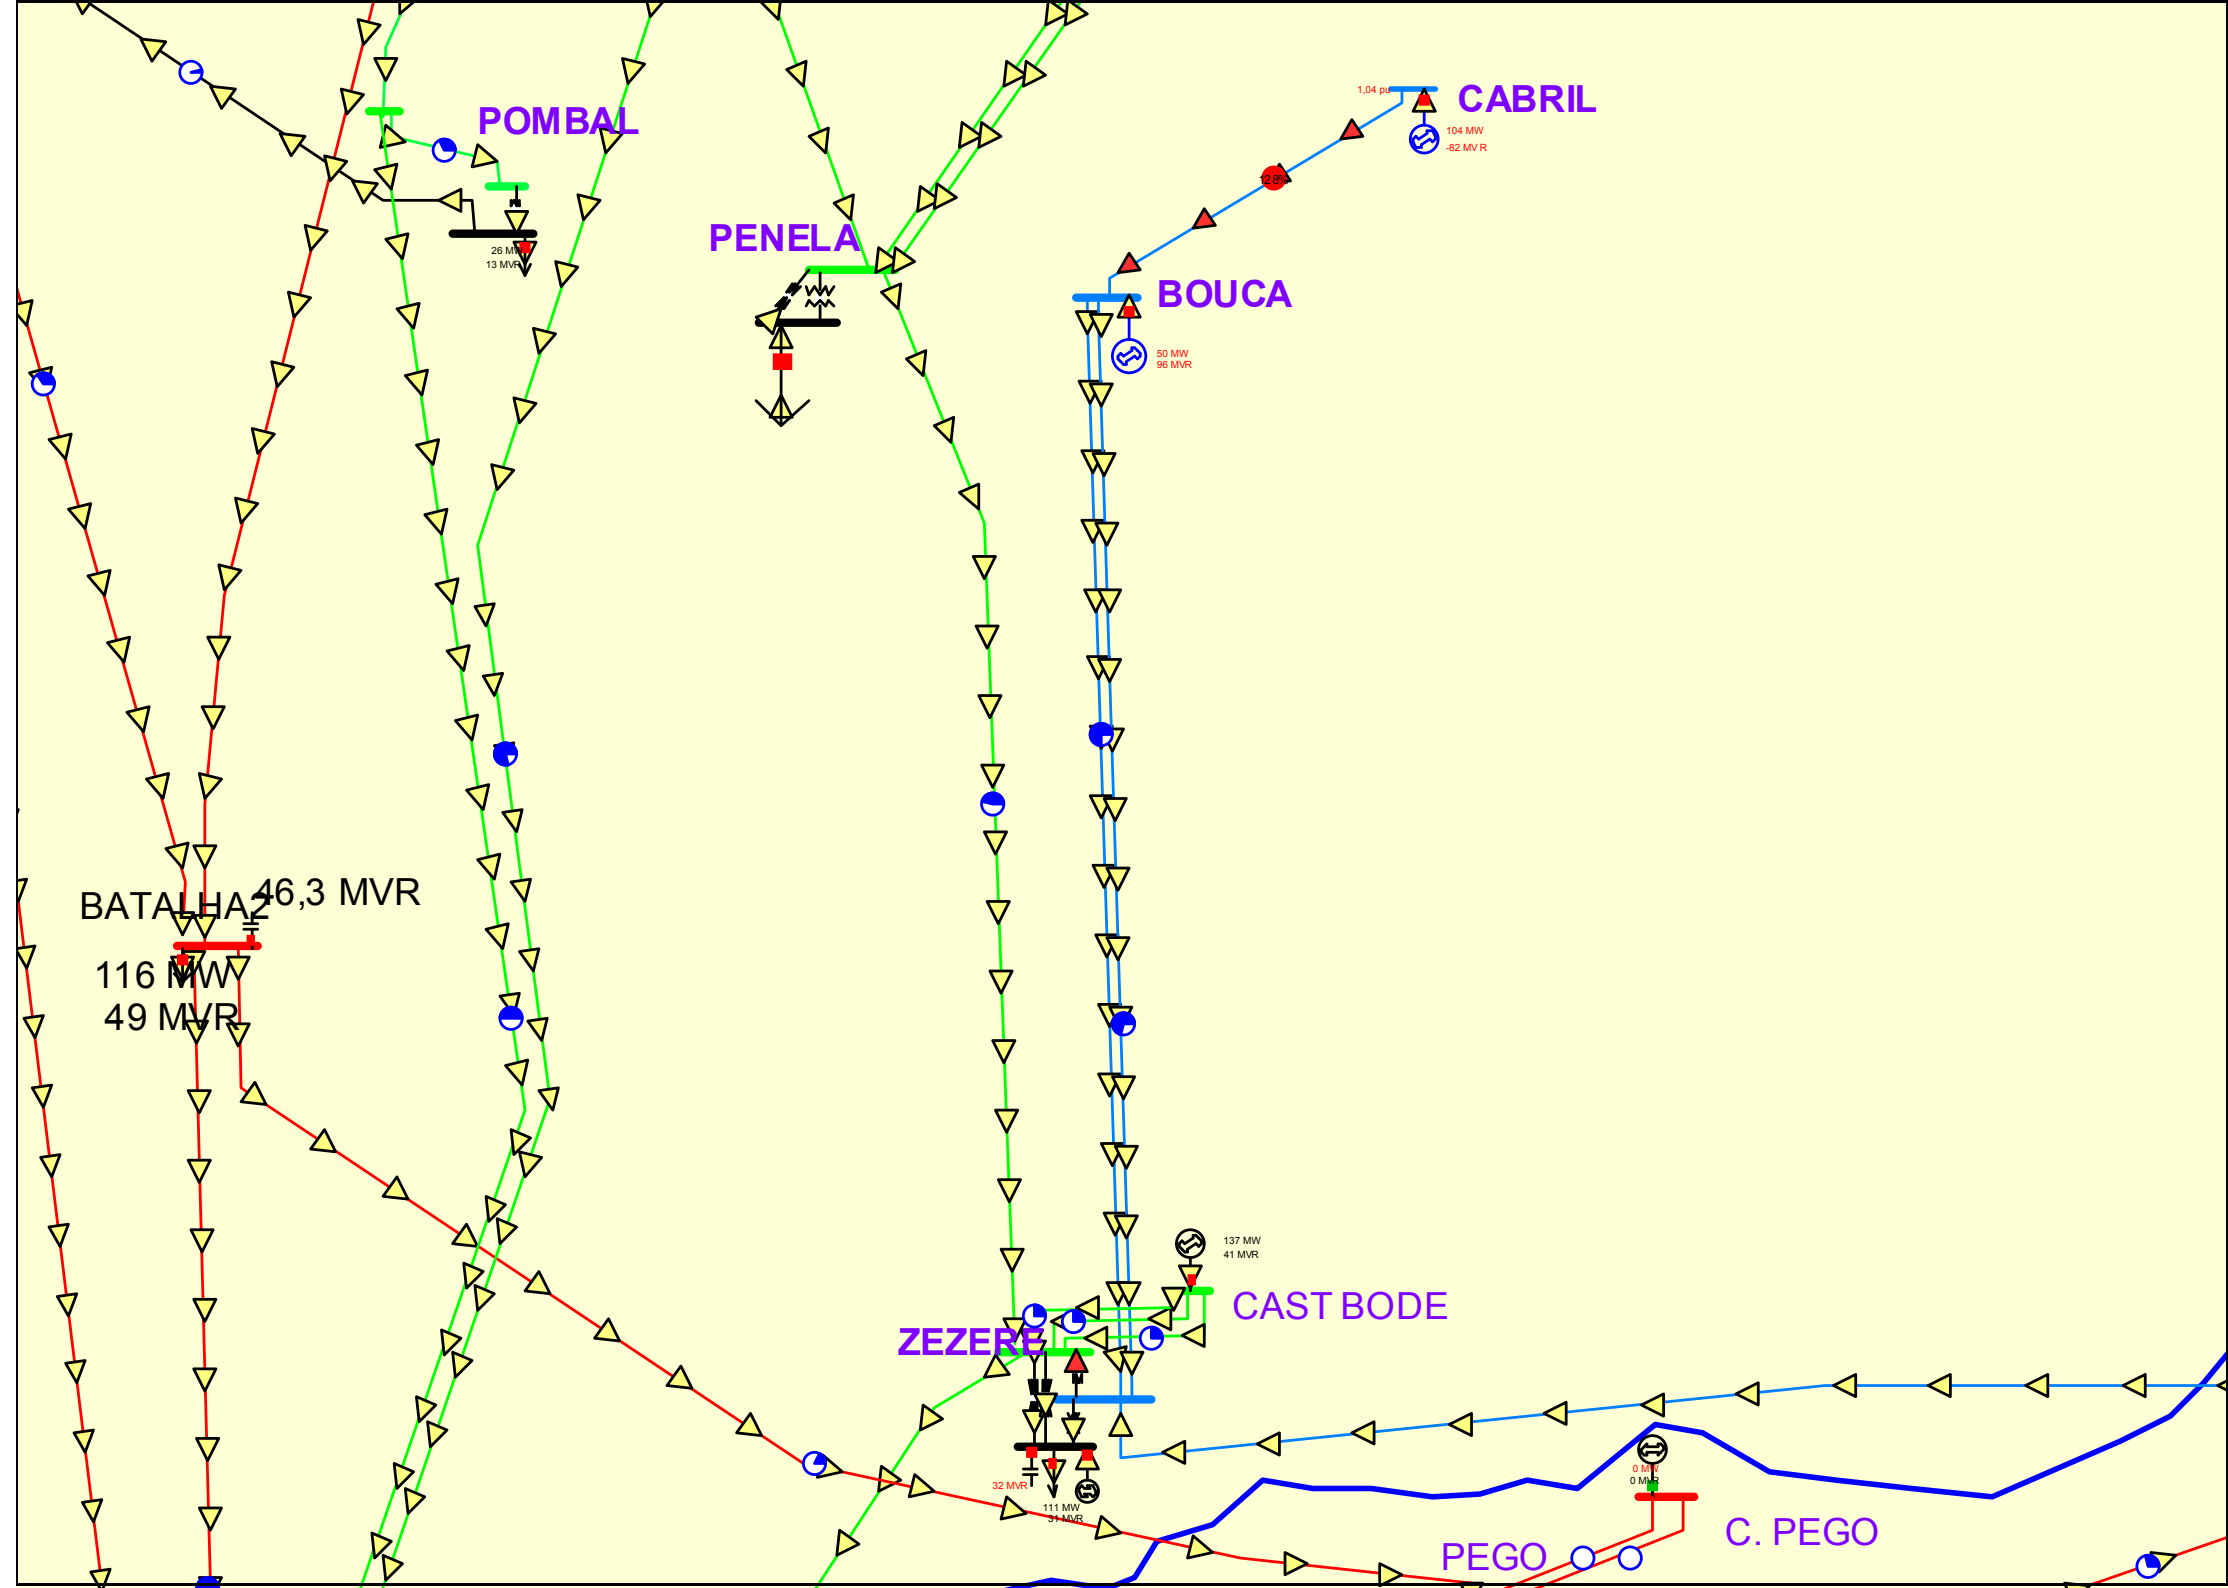 1.04 pu
CABRIL
104 MW
-82 MVR
POMBAL
128%
PENELA
26 MW
13 MVR
BOUCA
50 MW
96 MVR
46,3 MVR
BATALHA2
116 MW
49 MVR
137 MW
41 MVR
CAST BODE
ZEZERE
0 MW
0 MVR
32 MVR
111 MW
31 MVR
C. PEGO
PEGO